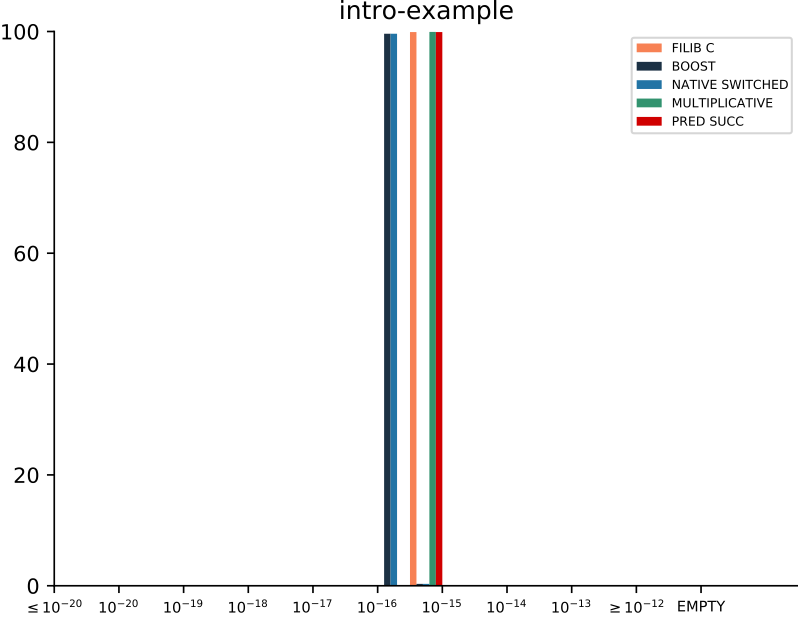 intro-example
100
80
60
40
20
0
FILIB C
BOOST
NATIVE SWITCHED
MULTIPLICATIVE
PRED SUCC
≤ 10⁻²⁰ 10⁻²⁰ 10⁻¹⁹ 10⁻¹⁸ 10⁻¹⁷ 10⁻¹⁶ 10⁻¹⁵ 10⁻¹⁴ 10⁻¹³ ≥ 10⁻¹² EMPTY